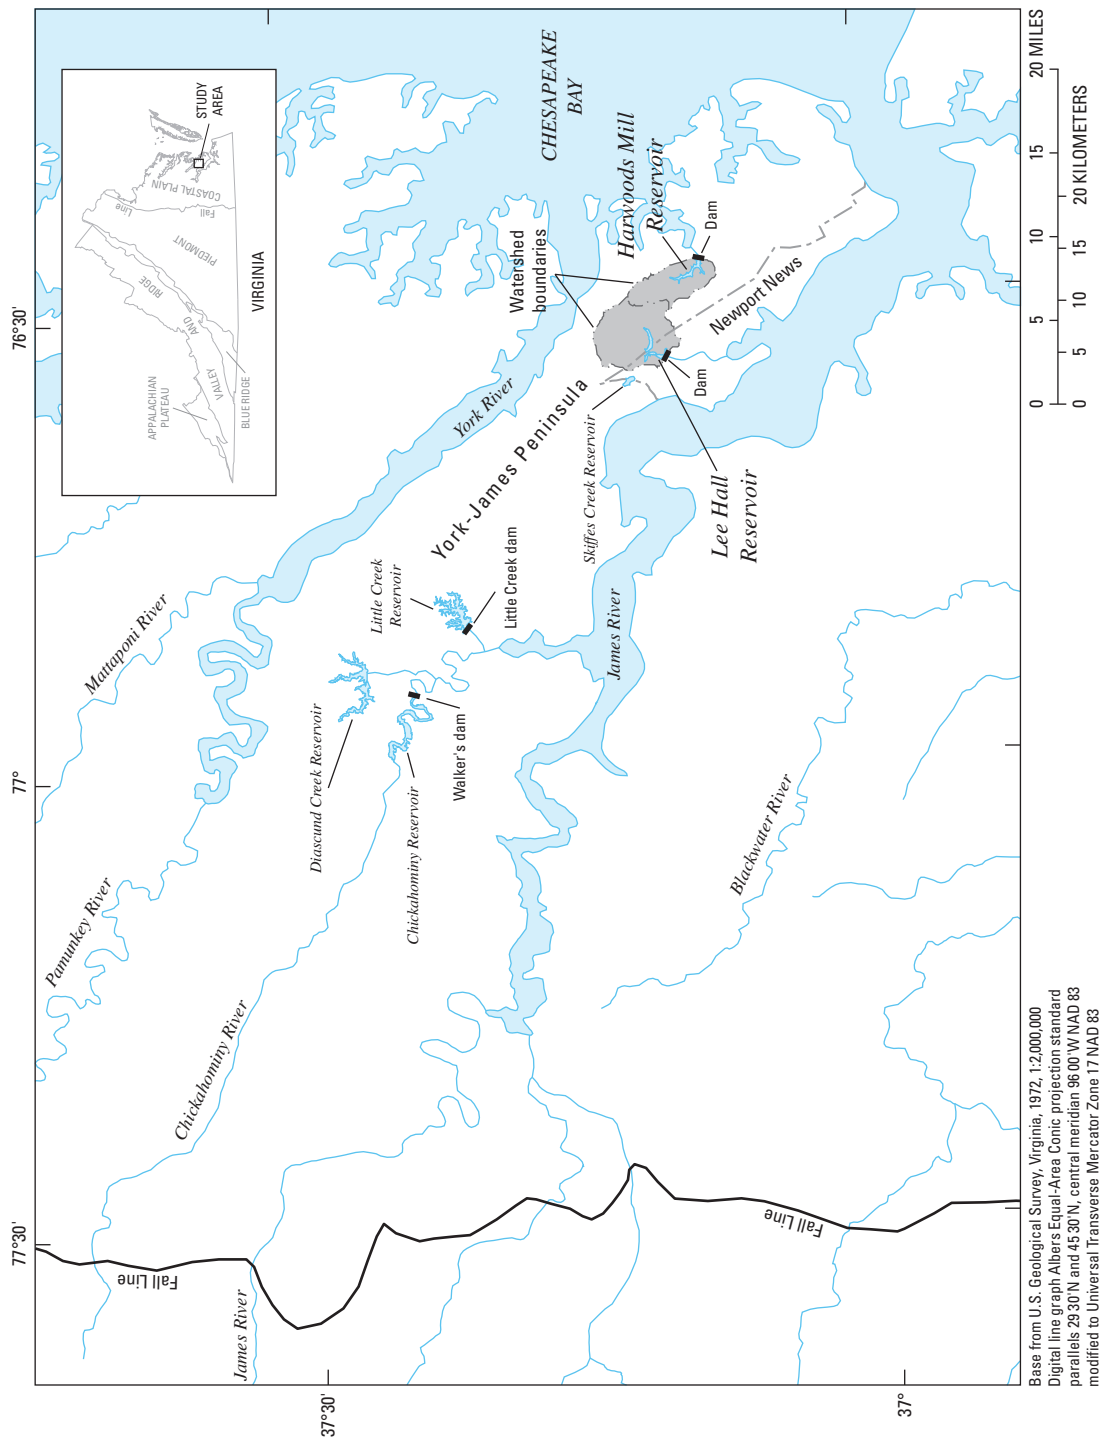 77°30'
77°
76°30'
37°30'
37°
Mattaponi River
Pamunkey River
Chickahominy River
James River
Fall Line
Fall Line
York River
CHESAPEAKE
BAY
Diascund Creek Reservoir
Little Creek
Reservoir
Little Creek dam
Walker's dam
Chickahominy Reservoir
York-James Peninsula
Watershed
boundaries
Harwoods Mill
Reservoir
Dam
Newport News
Dam
Skiffes Creek Reservoir
Lee Hall
Reservoir
James River
Blackwater River
APPALACHIAN
PLATEAU
VALLEY
AND
RIDGE
BLUE RIDGE
PIEDMONT
Fall
Line
COASTAL PLAIN
STUDY
AREA
VIRGINIA
0 5 10 15 20 MILES
0 5 10 15 20 KILOMETERS
Base from U.S. Geological Survey, Virginia, 1972, 1:2,000,000
Digital line graph Albers Equal-Area Conic projection standard
parallels 29 30'N and 45 30'N, central meridian 96 00'W NAD 83
modified to Universal Transverse Mercator Zone 17 NAD 83